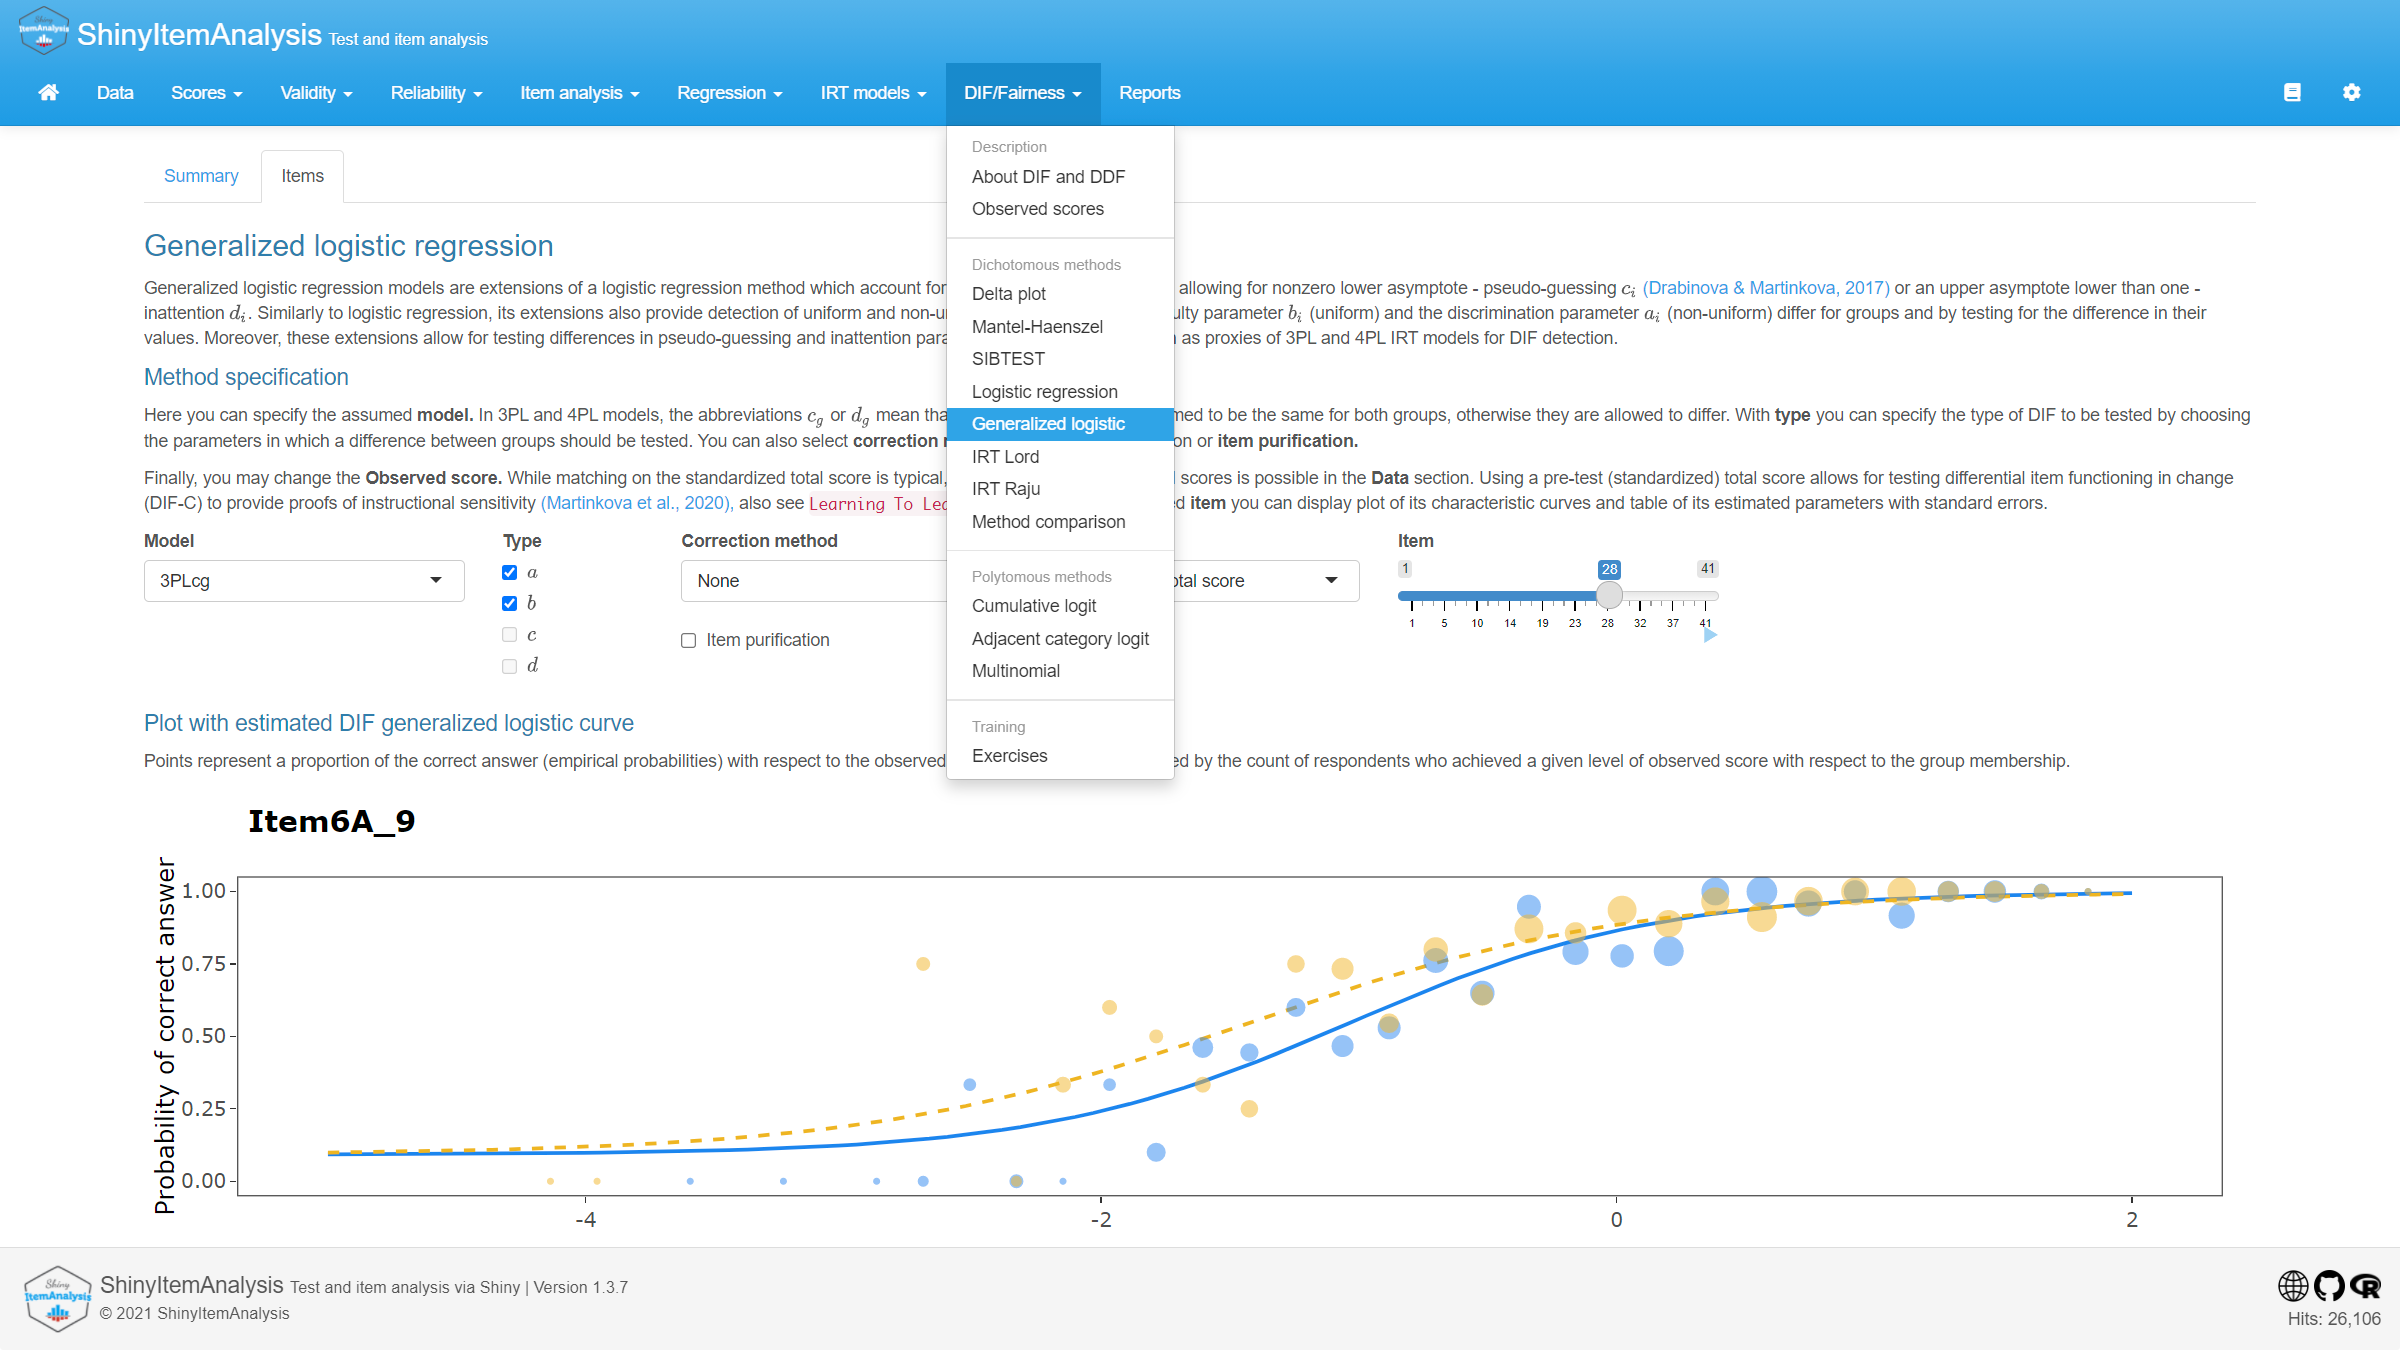 Shiny
ItemAnalysis
ShinyItemAnalysis Test and item analysis
Data Scores Validity Reliability Item analysis Regression IRT models DIF/Fairness Reports
Description
About DIF and DDF
Observed scores
Dichotomous methods
Delta plot
Mantel-Haenszel
SIBTEST
Logistic regression
Generalized logistic
IRT Lord
IRT Raju
Method comparison
Polytomous methods
Cumulative logit
Adjacent category logit
Multinomial
Training
Exercises
Summary Items
Generalized logistic regression
Generalized logistic regression models are extensions of a logistic regression method which account for allowing for nonzero lower asymptote - pseudo-guessing c_i (Drabinova & Martinkova, 2017) or an upper asymptote lower than one -
inattention d_i. Similarly to logistic regression, its extensions also provide detection of uniform and b_i (uniform) and the discrimination parameter a_i (non-uniform) differ for groups and by testing for the difference in their
values. Moreover, these extensions allow for testing differences in pseudo-guessing and inattention as proxies of 3PL and 4PL IRT models for DIF detection.
Method specification
Here you can specify the assumed model. In 3PL and 4PL models, the abbreviations c_g or d_g mean to be the same for both groups, otherwise they are allowed to differ. With type you can specify the type of DIF to be tested by choosing
the parameters in which a difference between groups should be tested. You can also select correction or item purification.
Finally, you may change the Observed score. While matching on the standardized total score is typical, scores is possible in the Data section. Using a pre-test (standardized) total score allows for testing differential item functioning in change
(DIF-C) to provide proofs of instructional sensitivity (Martinkova et al., 2020), also see Learning To item you can display plot of its characteristic curves and table of its estimated parameters with standard errors.
Model Type Correction method Item
3PLcg a None score 1 28 41
b
c Item purification
d
1 5 10 14 19 23 28 32 37 41
Plot with estimated DIF generalized logistic curve
Points represent a proportion of the correct answer (empirical probabilities) with respect to the observed by the count of respondents who achieved a given level of observed score with respect to the group membership.
Item6A_9
Probability of correct answer
1.00
0.75
0.50
0.25
0.00
-4 -2 0 2
Shiny
ItemAnalysis
ShinyItemAnalysis Test and item analysis via Shiny | Version 1.3.7
© 2021 ShinyItemAnalysis
R
Hits: 26,106